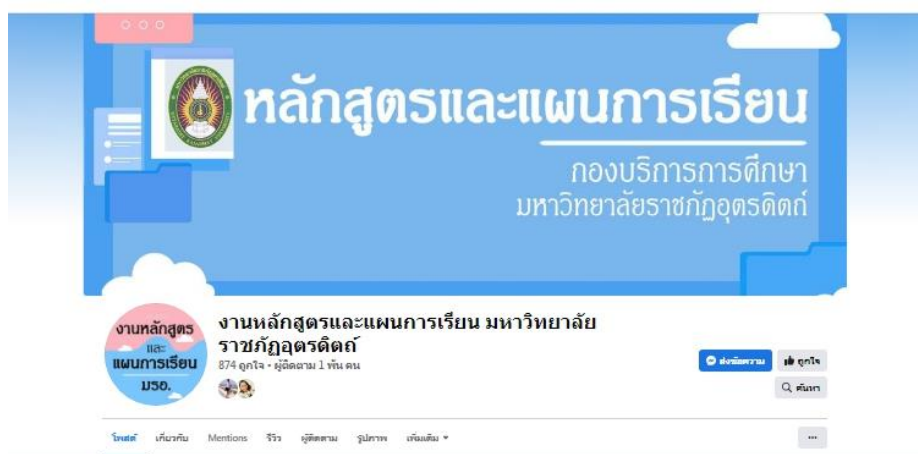 หลักสูตรและแผนการเรียน
กองบริการการศึกษา
มหาวิทยาลัยราชภัฏอุตรดิตถ์
งานหลักสูตร
และ
แผนการเรียน
มรอ.
งานหลักสูตรและแผนการเรียน มหาวิทยาลัย
ราชภัฏอุตรดิตถ์
874 ถูกใจ • ผู้ติดตาม 1 พัน คน
ส่งข้อความ
ถูกใจ
ค้นหา
โพสต์ เกี่ยวกับ Mentions รีวิว ผู้ติดตาม รูปภาพ เพิ่มเติม